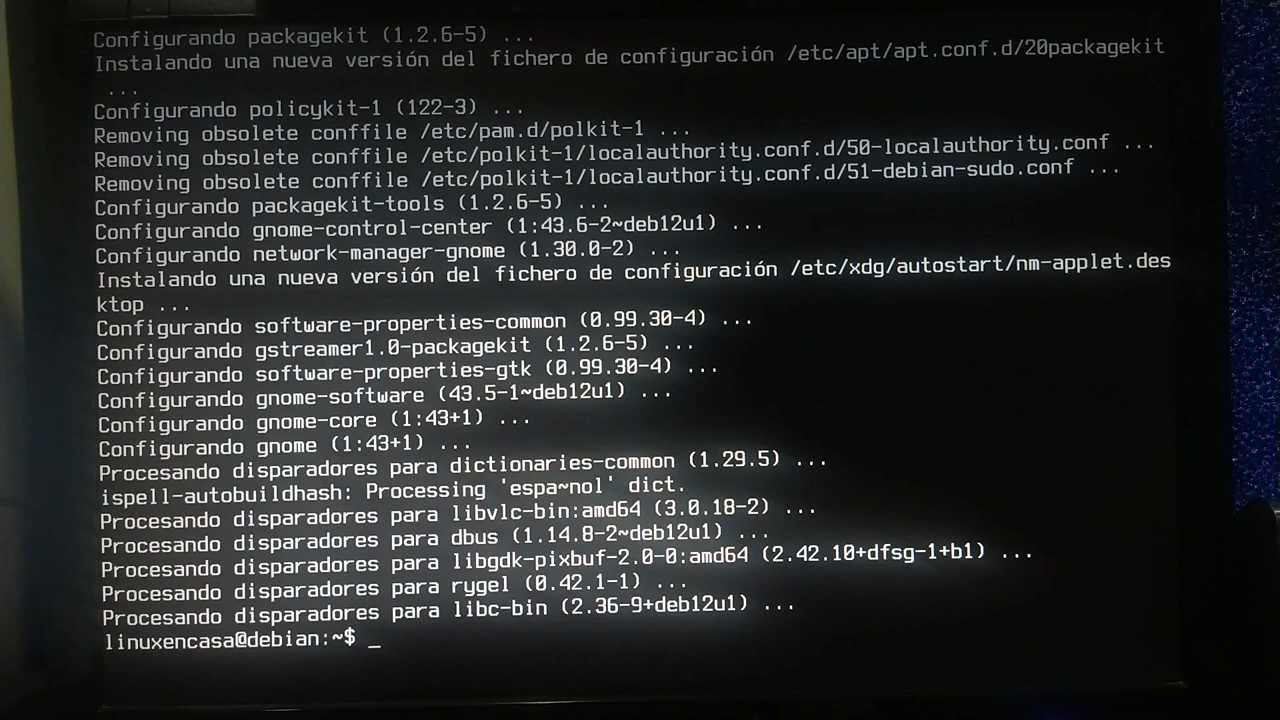 Configurando packagekit (1.2.6-5) ...
Instalando una nueva versión del fichero de configuración /etc/apt/apt.conf.d/20packagekit
...
Configurando policykit-1 (122-3) ...
Removing obsolete conffile /etc/pam.d/polkit-1 ...
Removing obsolete conffile /etc/polkit-1/localauthority.conf.d/50-localauthority.conf ...
Removing obsolete conffile /etc/polkit-1/localauthority.conf.d/51-debian-sudo.conf ...
Configurando packagekit-tools (1.2.6-5) ...
Configurando gnome-control-center (1:43.6-2~deb12u1) ...
Configurando network-manager-gnome (1.30.0-2) ...
Instalando una nueva versión del fichero de configuración /etc/xdg/autostart/nm-applet.des
ktop ...
Configurando software-properties-common (0.99.30-4) ...
Configurando gstreamer1.0-packagekit (1.2.6-5) ...
Configurando software-properties-gtk (0.99.30-4) ...
Configurando gnome-software (43.5-1~deb12u1) ...
Configurando gnome-core (1:43+1) ...
Configurando gnome (1:43+1) ...
Procesando disparadores para dictionaries-common (1.29.5) ...
ispell-autobuildhash: Processing 'espa~nol' dict.
Procesando disparadores para libvlc-bin:amd64 (3.0.18-2) ...
Procesando disparadores para dbus (1.14.8-2~deb12u1) ...
Procesando disparadores para libgdk-pixbuf-2.0-0:amd64 (2.42.10+dfsg-1+b1) ...
Procesando disparadores para rygel (0.42.1-1) ...
Procesando disparadores para libc-bin (2.36-9+deb12u1) ...
linuxencasa@debian:~$ _